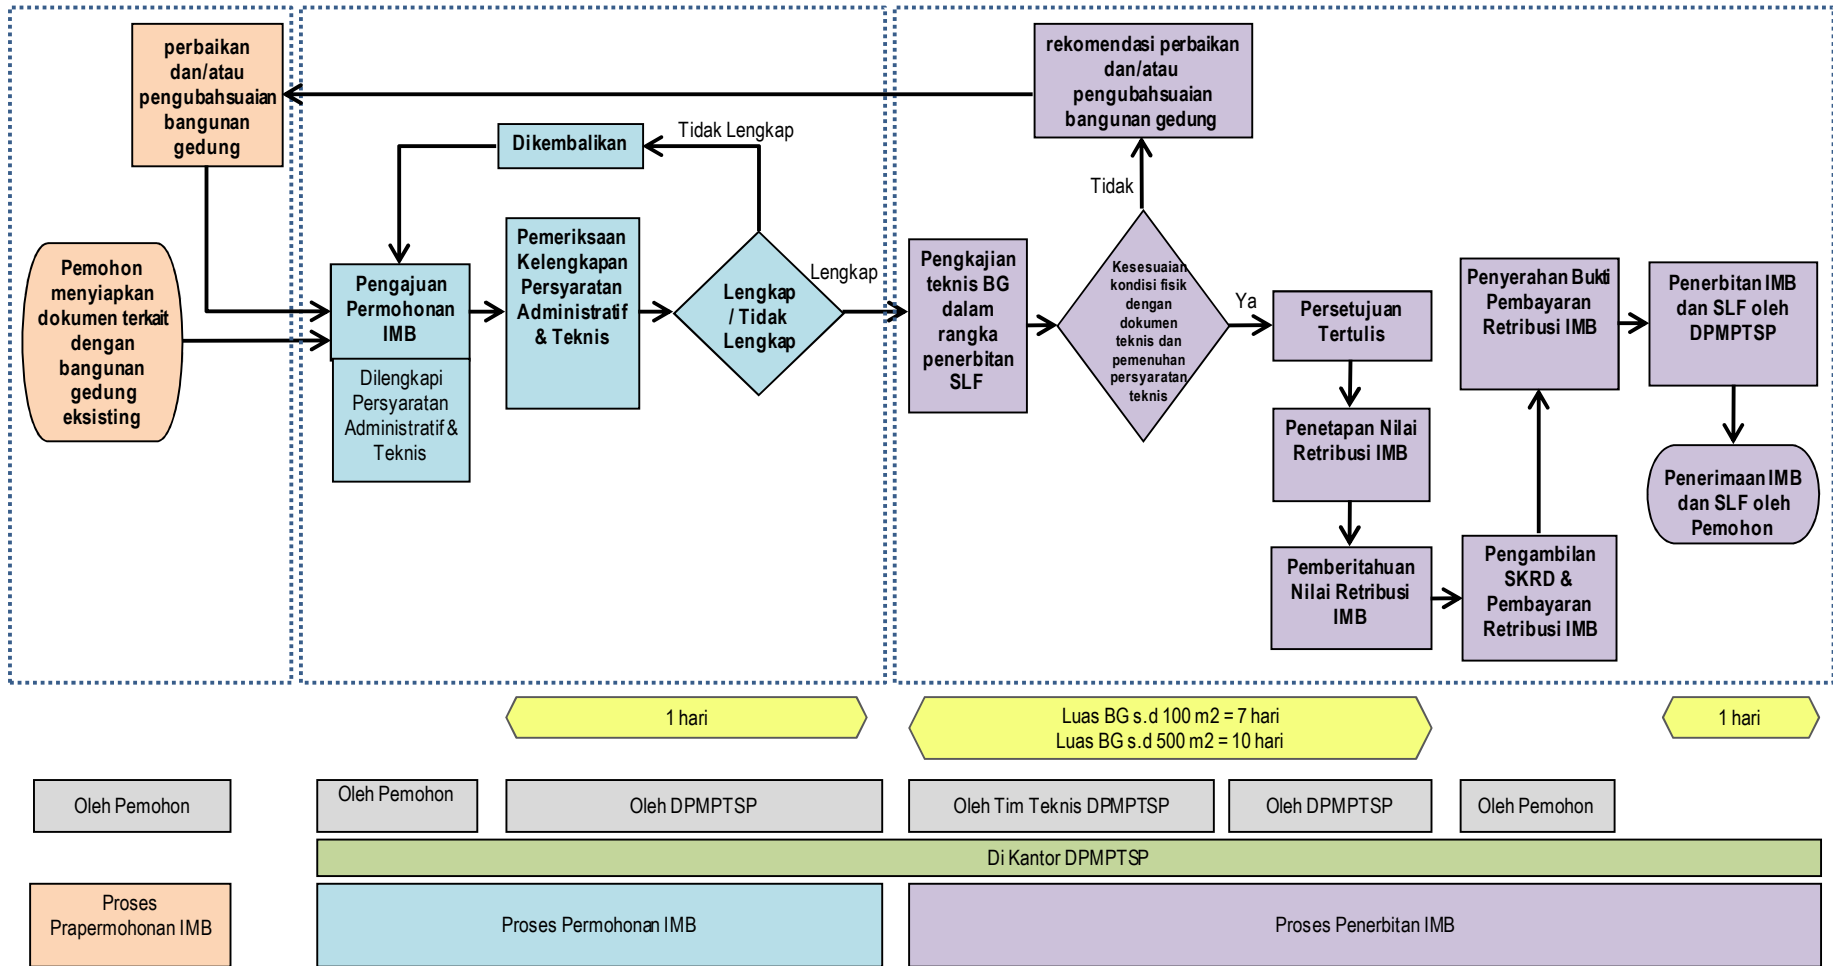 perbaikan
dan/atau
pengubahsuaian
bangunan
gedung
Pemohon
menyiapkan
dokumen terkait
dengan
bangunan
gedung
eksisting
Dikembalikan
Tidak Lengkap
Pengajuan
Permohonan
IMB
Dilengkapi
Persyaratan
Administratif &
Teknis
Pemeriksaan
Kelengkapan
Persyaratan
Administratif
& Teknis
Lengkap
/ Tidak
Lengkap
Lengkap
rekomendasi perbaikan
dan/atau
pengubahsuaian
bangunan gedung
Tidak
Pengkajian
teknis BG
dalam
rangka
penerbitan
SLF
Kesesuaian
kondisi fisik
dengan
dokumen
teknis dan
pemenuhan
persyaratan
teknis
Ya
Persetujuan
Tertulis
Penetapan Nilai
Retribusi IMB
Pemberitahuan
Nilai Retribusi
IMB
Penyerahan Bukti
Pembayaran
Retribusi IMB
Pengambilan
SKRD &
Pembayaran
Retribusi IMB
Penerbitan IMB
dan SLF oleh
DPMPTSP
Penerimaan IMB
dan SLF oleh
Pemohon
1 hari
Luas BG s.d 100 m2 = 7 hari
Luas BG s.d 500 m2 = 10 hari
1 hari
Oleh Pemohon
Oleh Pemohon
Oleh DPMPTSP
Oleh Tim Teknis DPMPTSP
Oleh DPMPTSP
Oleh Pemohon
Di Kantor DPMPTSP
Proses
Prapermohonan IMB
Proses Permohonan IMB
Proses Penerbitan IMB